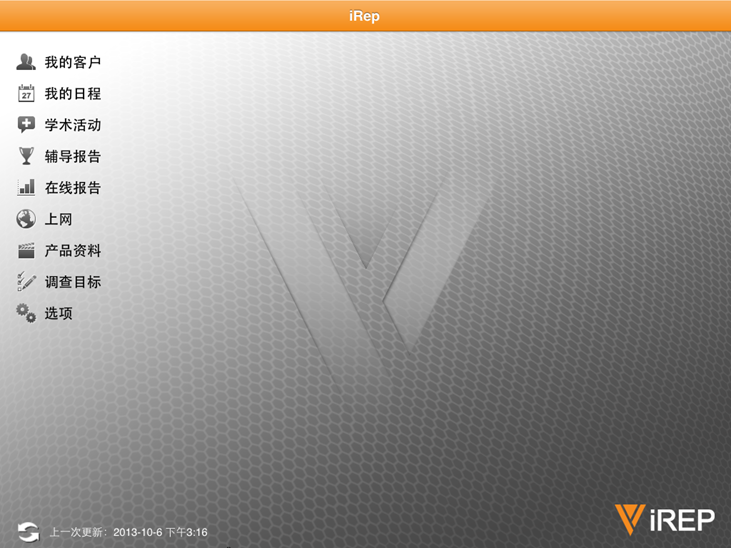 iRep
我的客户
27
我的日程
学术活动
辅导报告
在线报告
上网
产品资料
调查目标
选项
上一次更新：2013-10-6 下午3:16
iREP